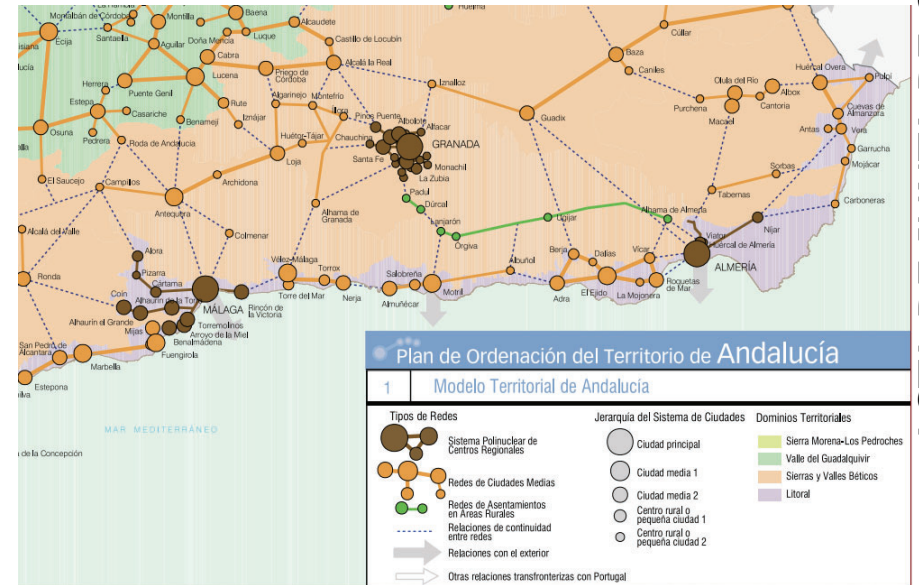 Montalbán de Córdoba
Montilla
Baena
Alcaudete
Huelma
Écija
Santaella
Aguilar
Doña Mencía
Luque
Castillo de Locubín
Cúllar
Cabra
Alcalá la Real
Baza
Lucena
Priego de
Córdoba
Iznalloz
Caniles
Huércal Overa
Pulpí
Herrera
Puente Genil
Olula del Río
Albox
Estepa
Casariche
Rute
Algarinejo
Montefrío
Purchena
Cantoria
Cuevas de
Almanzora
Benamejí
Iznájar
Íllora
Pinos Puente
Albolote
Alfacar
Guadix
Macael
Antas
Vera
Osuna
Pedrera
Roda de Andalucía
Huétor-Tájar
Chauchina
GRANADA
Garrucha
Loja
Santa Fe
Monachil
Mojácar
El Saucejo
Campillos
Archidona
La Zubia
Sorbas
Padul
Tabernas
Antequera
Alhama de
Granada
Dúrcal
Carboneras
Lanjarón
Ugijar
Alhama de Almería
Alcalá del Valle
Colmenar
Órgiva
Viator
Níjar
Huércal de Almería
Álora
Berja
Dalías
Vícar
ALMERÍA
Ronda
Pizarra
Vélez-Málaga
Albuñol
Cártama
Torrox
Salobreña
Coín
Alhaurín de la Torre
MÁLAGA
Rincón de
la Victoria
Torre del Mar
Nerja
Almuñécar
Motril
Adra
El Ejido
La Mojonera
Roquetas
de Mar
Alhaurín el Grande
Mijas
Torremolinos
Arroyo de la Miel
Benalmádena
San Pedro de
Alcantara
Fuengirola
Marbella
Estepona
MAR MEDITERRÁNEO
de la Concepción
Plan de Ordenación del Territorio de Andalucía
1 Modelo Territorial de Andalucía
Tipos de Redes
Sistema Polinuclear de
Centros Regionales
Redes de Ciudades Medias
Redes de Asentamientos
en Áreas Rurales
Relaciones de continuidad
entre redes
Relaciones con el exterior
Otras relaciones transfronterizas con Portugal
Jerarquía del Sistema de Ciudades
Ciudad principal
Ciudad media 1
Ciudad media 2
Centro rural o
pequeña ciudad 1
Centro rural o
pequeña ciudad 2
Dominios Territoriales
Sierra Morena-Los Pedroches
Valle del Guadalquivir
Sierras y Valles Béticos
Litoral